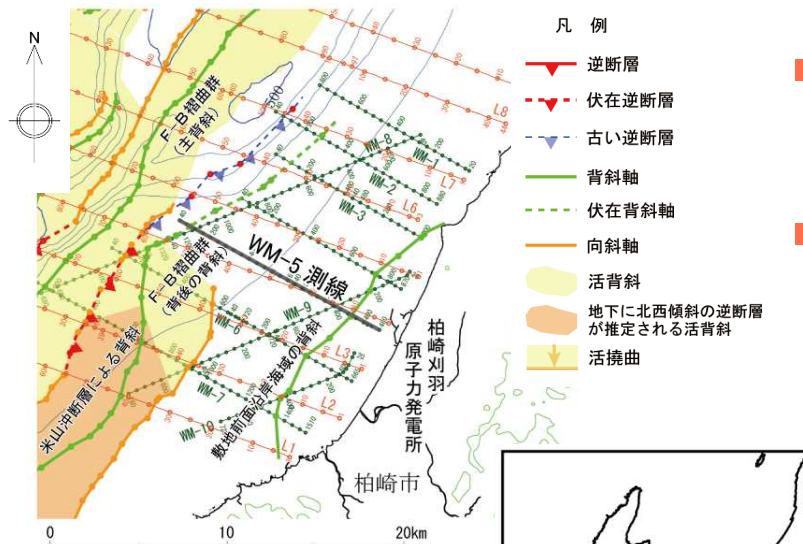 N
500
F-B褶曲群
(主背斜)
L8
WM-8
WM-1
L7
WM-2
L6
WM-3
WM-5 測線
F-B褶曲群
(背後の背斜)
WM-9
WM-6
米山沖断層による背斜
敷地前面沿岸海域の背斜
L3
WM-7
L2
WM-10
L1
柏崎刈羽
原子力発電所
柏崎市
0 10 20km
凡 例
逆断層
伏在逆断層
古い逆断層
背斜軸
伏在背斜軸
向斜軸
活背斜
地下に北西傾斜の逆断層
が推定される活背斜
活撓曲